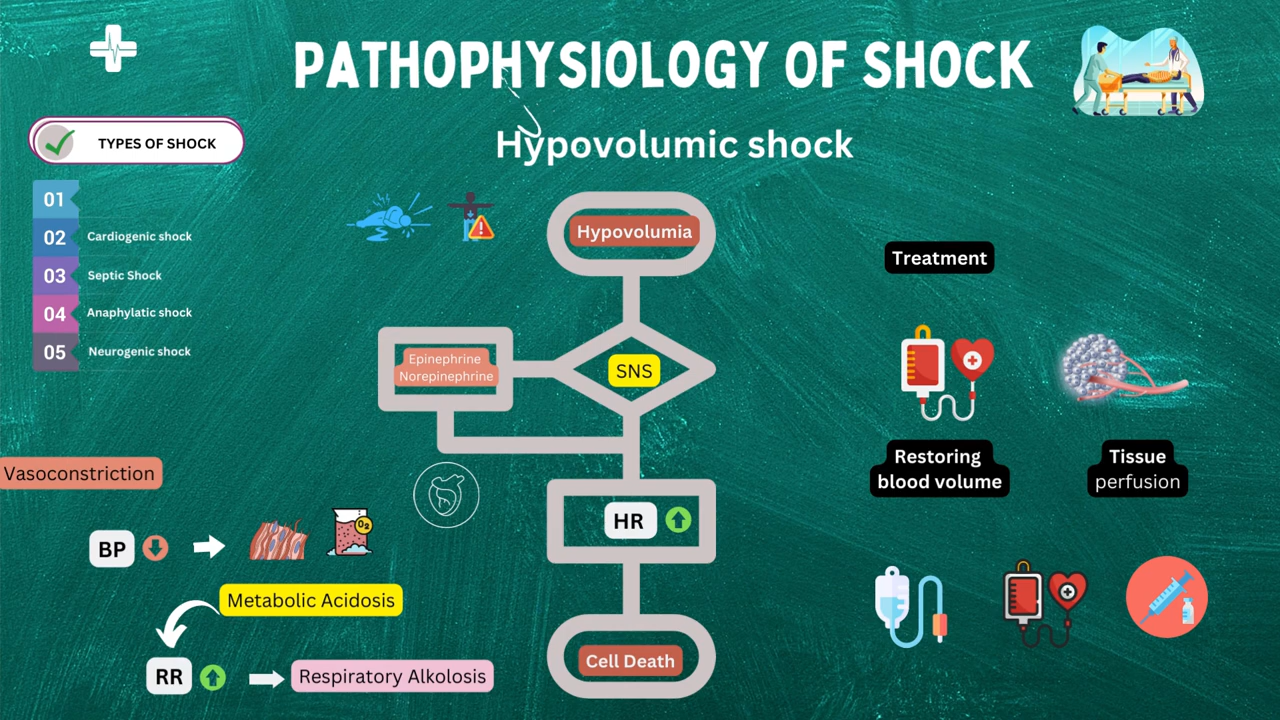 PATHOPHYSIOLOGY OF SHOCK
Hypovolumic shock
TYPES OF SHOCK
01
02 Cardiogenic shock
03 Septic Shock
04 Anaphylatic shock
05 Neurogenic shock
Hypovolumia
Epinephrine
Norepinephrine
SNS
HR
Cell Death
Vasoconstriction
BP
O2
Metabolic Acidosis
RR
Respiratory Alkolosis
Treatment
Restoring
blood volume
Tissue
perfusion